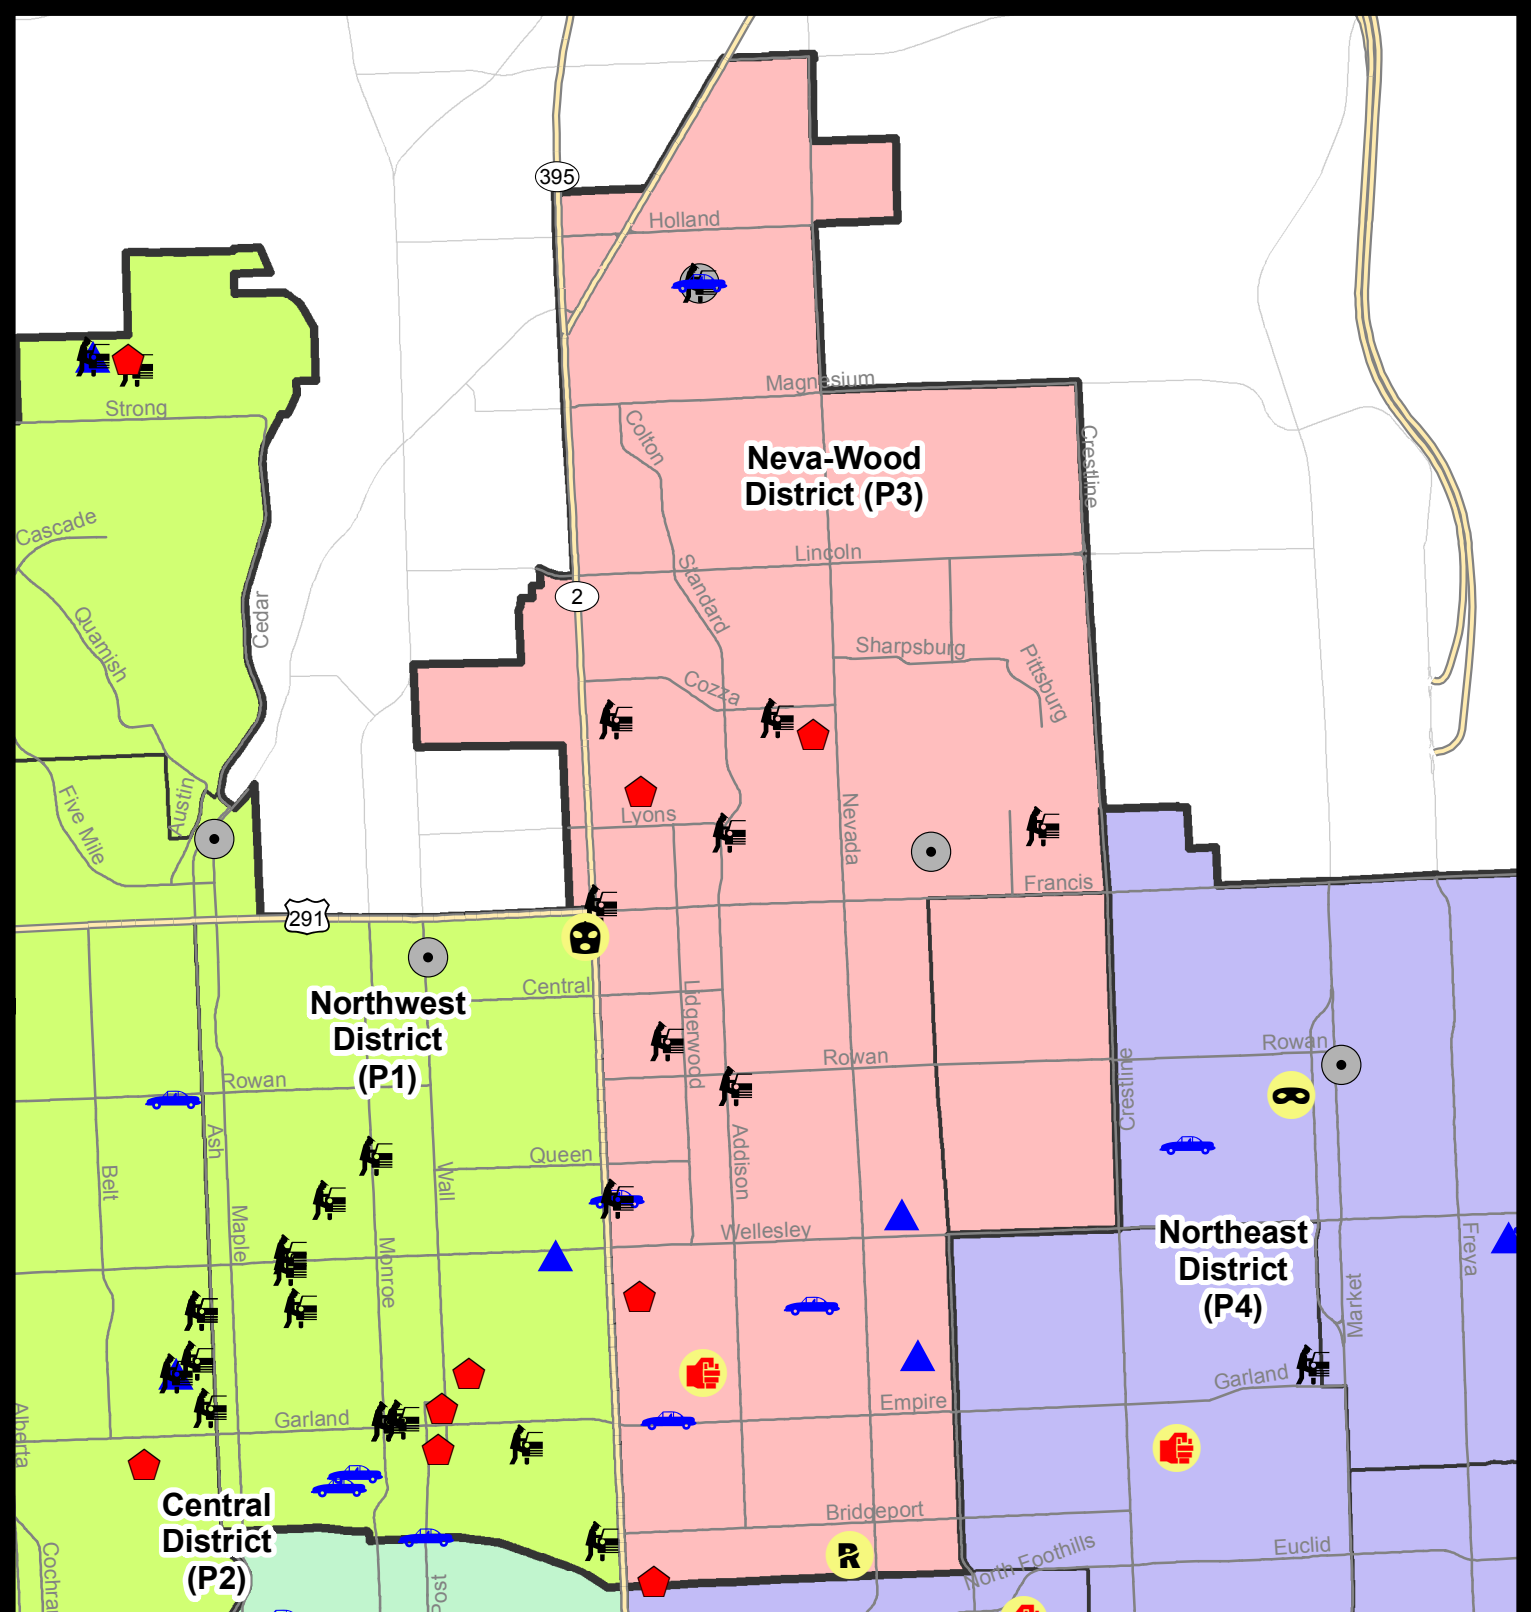 395
Holland
Magnesium
Strong
Colton
Crestline
Neva-Wood
District (P3)
Cascade
Lincoln
Standard
2
Cedar
Quamish
Sharpsburg
Pittsburg
Cozza
Five Mile
Austin
Lyons
Nevada
Francis
291
Central
Lidgerwood
Northwest
District
(P1)
Rowan
Rowan
Rowan
Crestline
Ash
Belt
Wall
Queen
Addison
Maple
Monroe
Wellesley
Northeast
District
(P4)
Freya
Market
Garland
Empire
Garland
Alberta
Central
District
(P2)
Bridgeport
North Foothills
Euclid
Cochra
Post
R